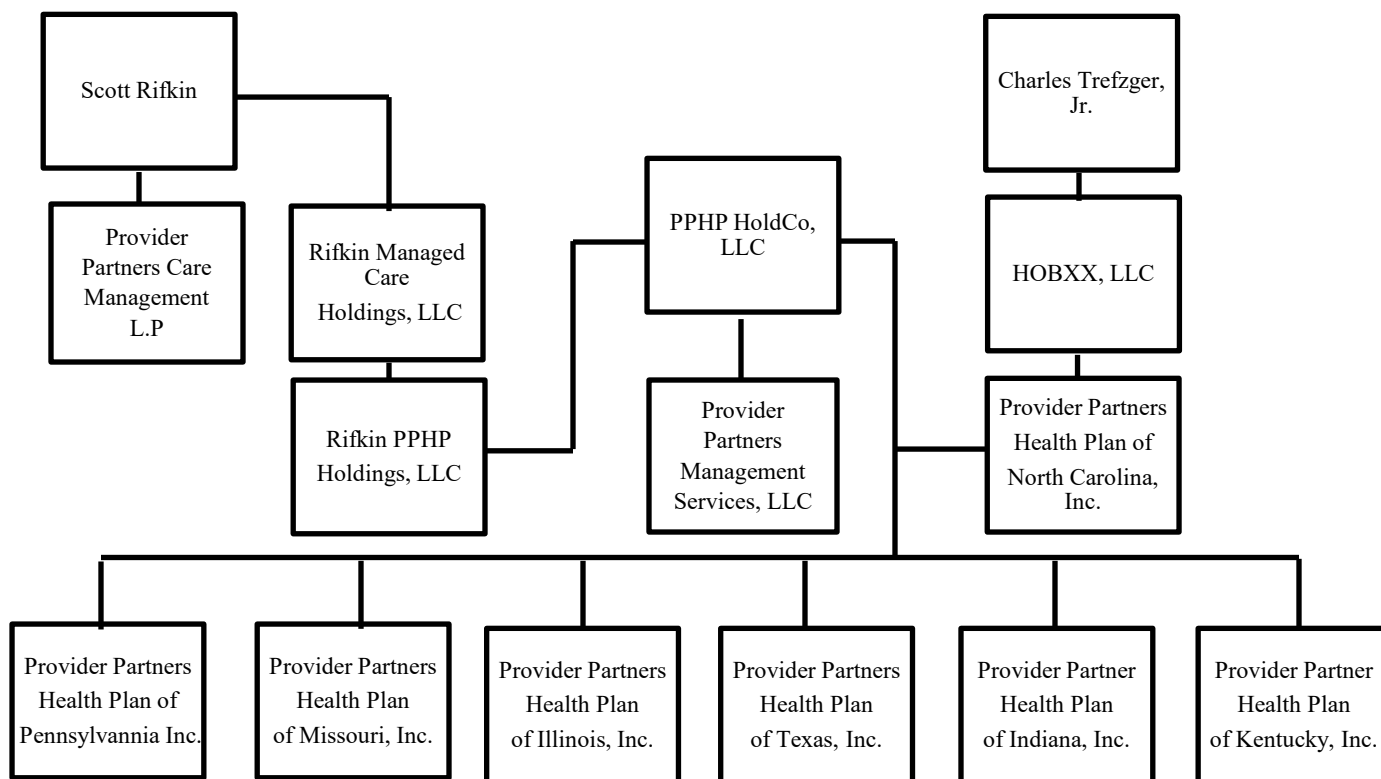 Scott Rifkin
Charles Trefzger,
Jr.
Provider
Partners Care
Management
L.P
Rifkin Managed
Care
Holdings, LLC
PPHP HoldCo,
LLC
HOBXX, LLC
Rifkin PPHP
Holdings, LLC
Provider
Partners
Management
Services, LLC
Provider Partners
Health Plan of
North Carolina,
Inc.
Provider Partners
Health Plan of
Pennsylvannia Inc.
Provider Partners
Health Plan
of Missouri, Inc.
Provider Partners
Health Plan
of Illinois, Inc.
Provider Partners
Health Plan
of Texas, Inc.
Provider Partner
Health Plan
of Indiana, Inc.
Provider Partner
Health Plan
of Kentucky, Inc.